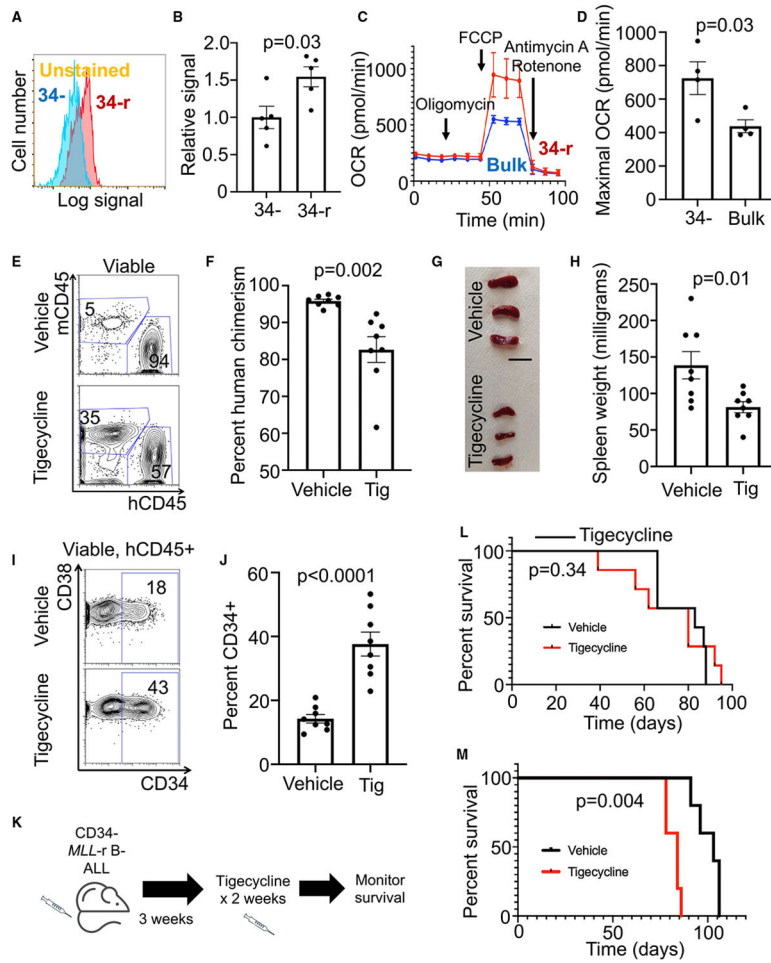 A
Unstained
34-
34-r
Cell number
Log signal
B
p=0.03
Relative signal
2.0
1.5
1.0
0.5
0.0
34-
34-r
C
FCCP
Antimycin A
Rotenone
Oligomycin
OCR (pmol/min)
1000
500
0
34-r
Bulk
0
50
100
Time (min)
D
p=0.03
Maximal OCR (pmol/min)
1000
800
600
400
200
0
34-
Bulk
E
Viable
Vehicle
mCD45
5
94
Tigecycline
35
57
hCD45
F
p=0.002
Percent human chimerism
100
90
80
70
60
50
Vehicle
Tig
G
Vehicle
Tigecycline
H
p=0.01
Spleen weight (milligrams)
250
200
150
100
50
0
Vehicle
Tig
I
Viable, hCD45+
Vehicle
CD38
18
Tigecycline
43
CD34
J
p<0.0001
Percent CD34+
60
40
20
0
Vehicle
Tig
K
CD34-
MLL-r B-
ALL
3 weeks
Tigecycline
x 2 weeks
Monitor
survival
L
Tigecycline
p=0.34
Percent survival
100
50
0
Vehicle
Tigecycline
0
20
40
60
80
100
Time (days)
M
p=0.004
Percent survival
100
50
0
Vehicle
Tigecycline
0
50
100
Time (days)